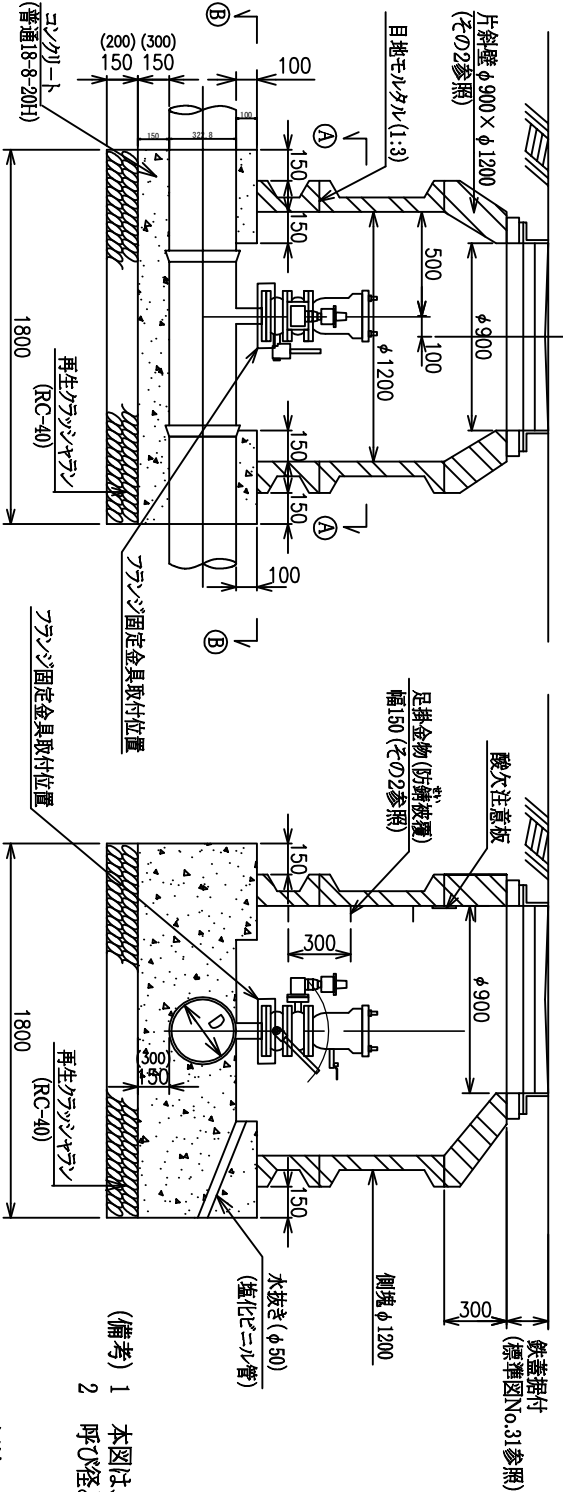 片斜壁φ900×φ1200
(その2参照)
目地モルタル(1:3)
コンクリート
(普通18-8-20H)
(200)
150
(300)
150
100
150
322.8
100
Ⓑ
Ⓑ
Ⓐ
Ⓐ
150
150
500
100
φ900
φ1200
150
150
100
1800
再生クラッシャラン
(RC-40)
フランジ固定金具取付位置
フランジ固定金具取付位置
足掛金物(防錆被覆)
せい
幅150(その2参照)
酸欠注意板
150
300
φ900
D
(300)
150
1800
再生クラッシャラン
(RC-40)
150
水抜き(φ50)
(塩化ビニル管)
側塊φ1200
300
鉄蓋据付
(標準図No.31参照)
(備考) 1 本図は、
2 呼び径